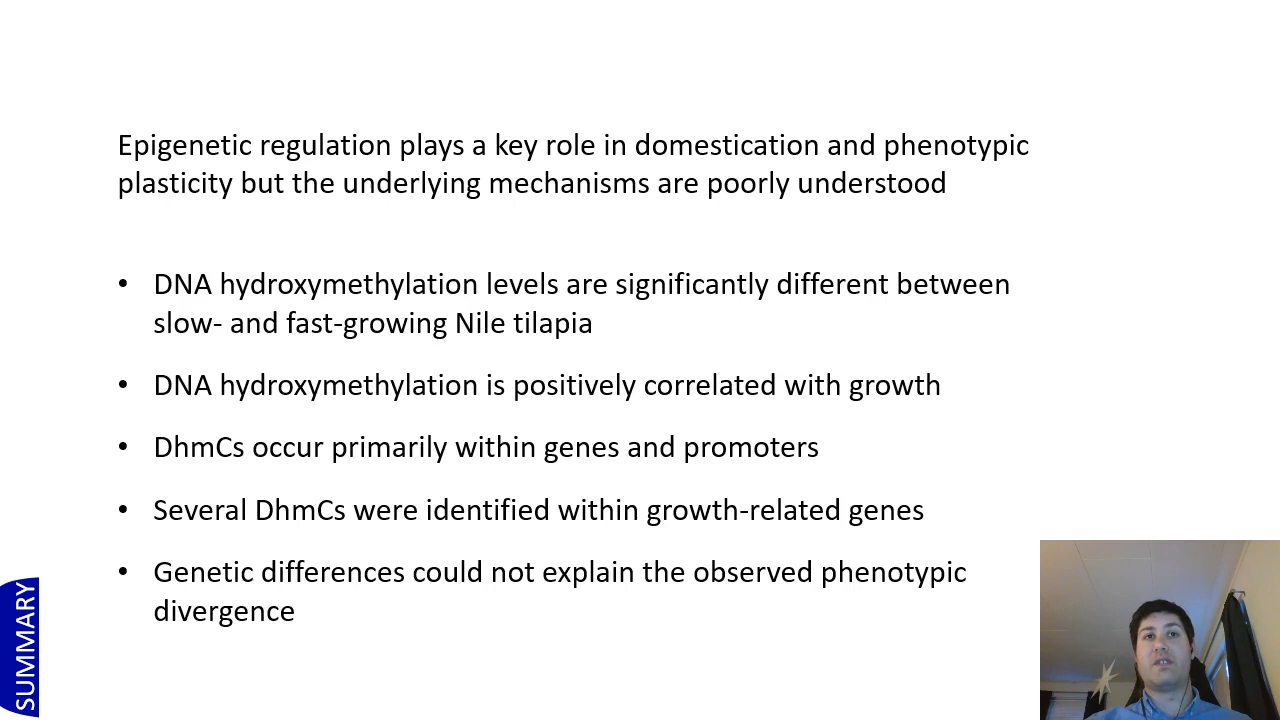 Epigenetic regulation plays a key role in domestication and phenotypic
plasticity but the underlying mechanisms are poorly understood
• DNA hydroxymethylation levels are significantly different between
slow- and fast-growing Nile tilapia
• DNA hydroxymethylation is positively correlated with growth
• DhmCs occur primarily within genes and promoters
• Several DhmCs were identified within growth-related genes
• Genetic differences could not explain the observed phenotypic
divergence
SUMMARY